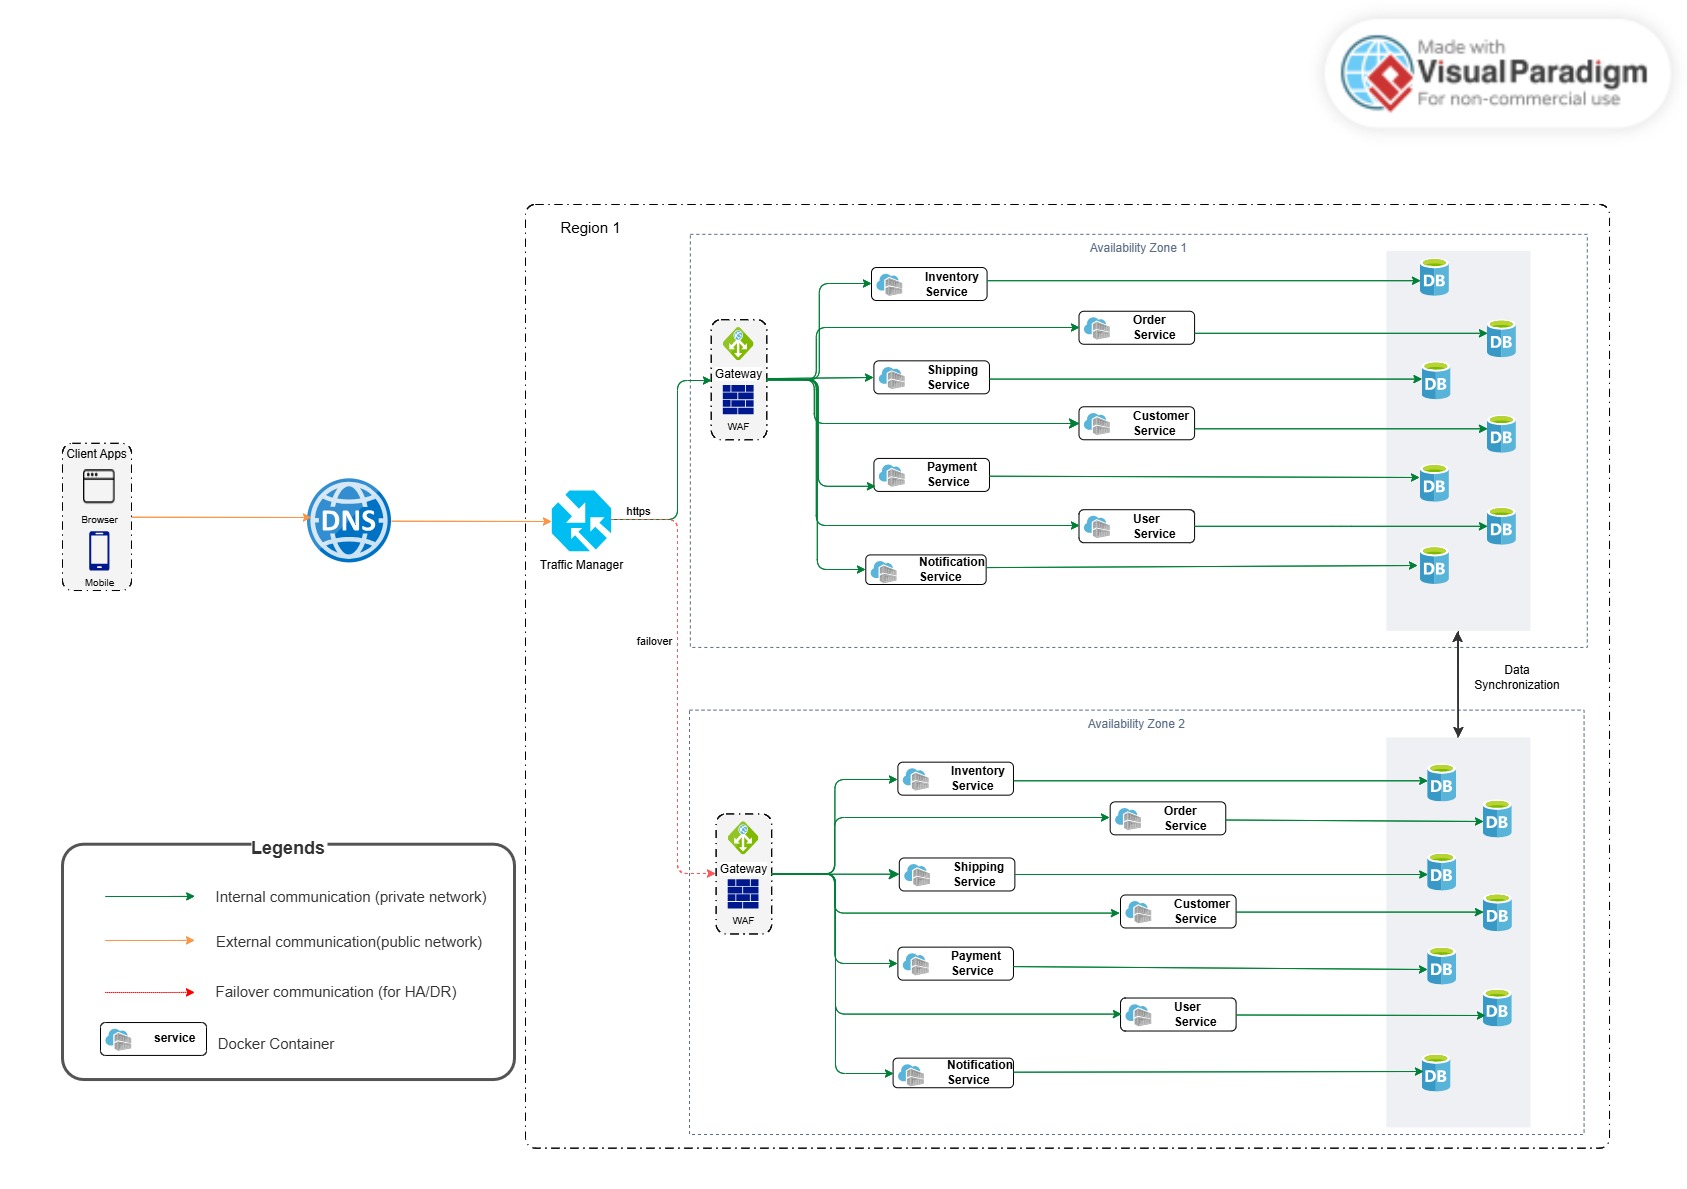 Made with
Visual Paradigm
For non-commercial use
Region 1
Availability Zone 1
Inventory
Service
DB
Order
Service
DB
Gateway
WAF
Shipping
Service
DB
Customer
Service
DB
Client Apps
Browser
Mobile
DNS
Traffic Manager
https
Payment
Service
DB
User
Service
DB
Notification
Service
DB
failover
Data
Synchronization
Availability Zone 2
Inventory
Service
DB
Order
Service
DB
Gateway
WAF
Shipping
Service
DB
Customer
Service
DB
Payment
Service
DB
User
Service
DB
Notification
Service
DB
Legends
Internal communication (private network)
External communication(public network)
Failover communication (for HA/DR)
service
Docker Container